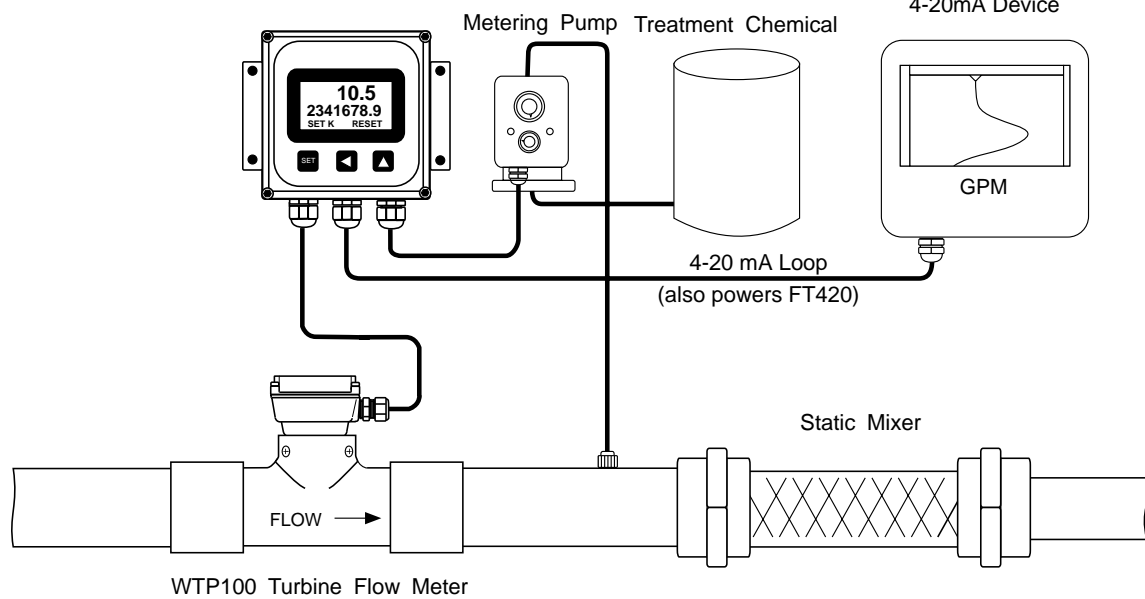 4-20mA Device
Metering Pump
Treatment Chemical
10.5
2341678.9
SET K RESET
SET
GPM
4-20 mA Loop
(also powers FT420)
Static Mixer
FLOW
WTP100 Turbine Flow Meter